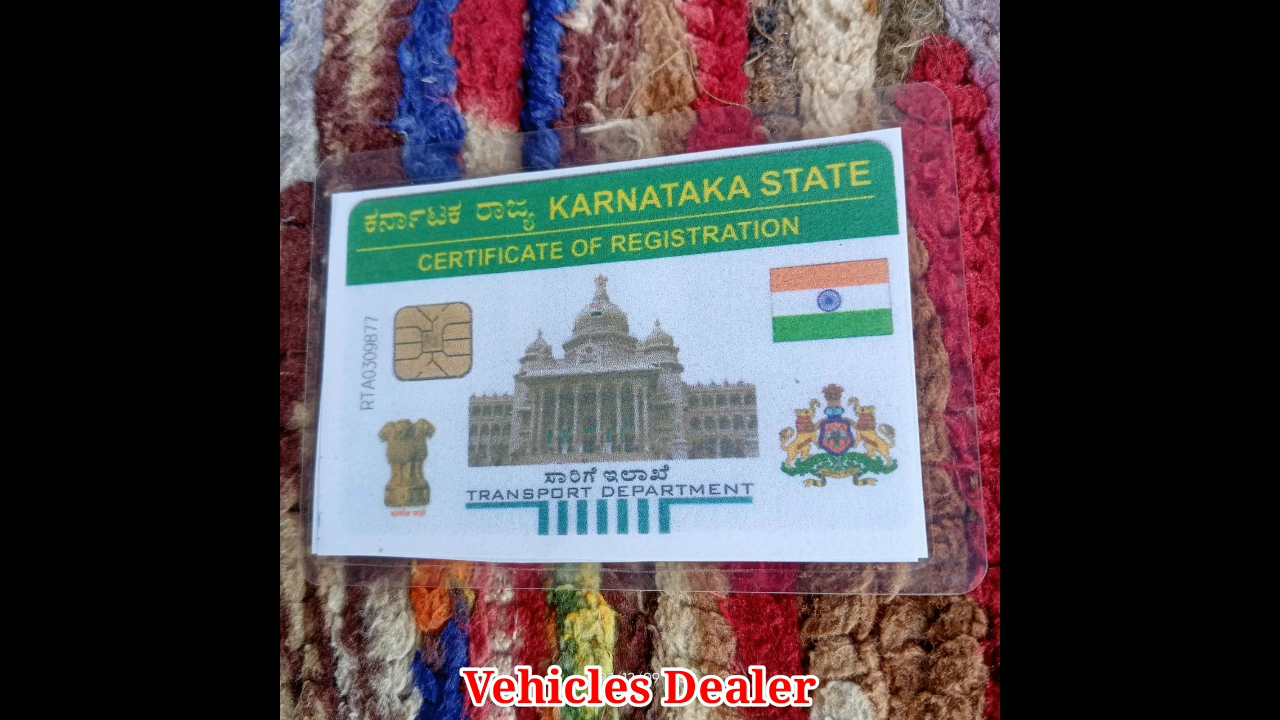 ಕರ್ನಾಟಕ ರಾಜ್ಯ KARNATAKA STATE
CERTIFICATE OF REGISTRATION
RTA0309877
ಸಾರಿಗೆ ಇಲಾಖೆ
TRANSPORT DEPARTMENT
Vehicles Dealer